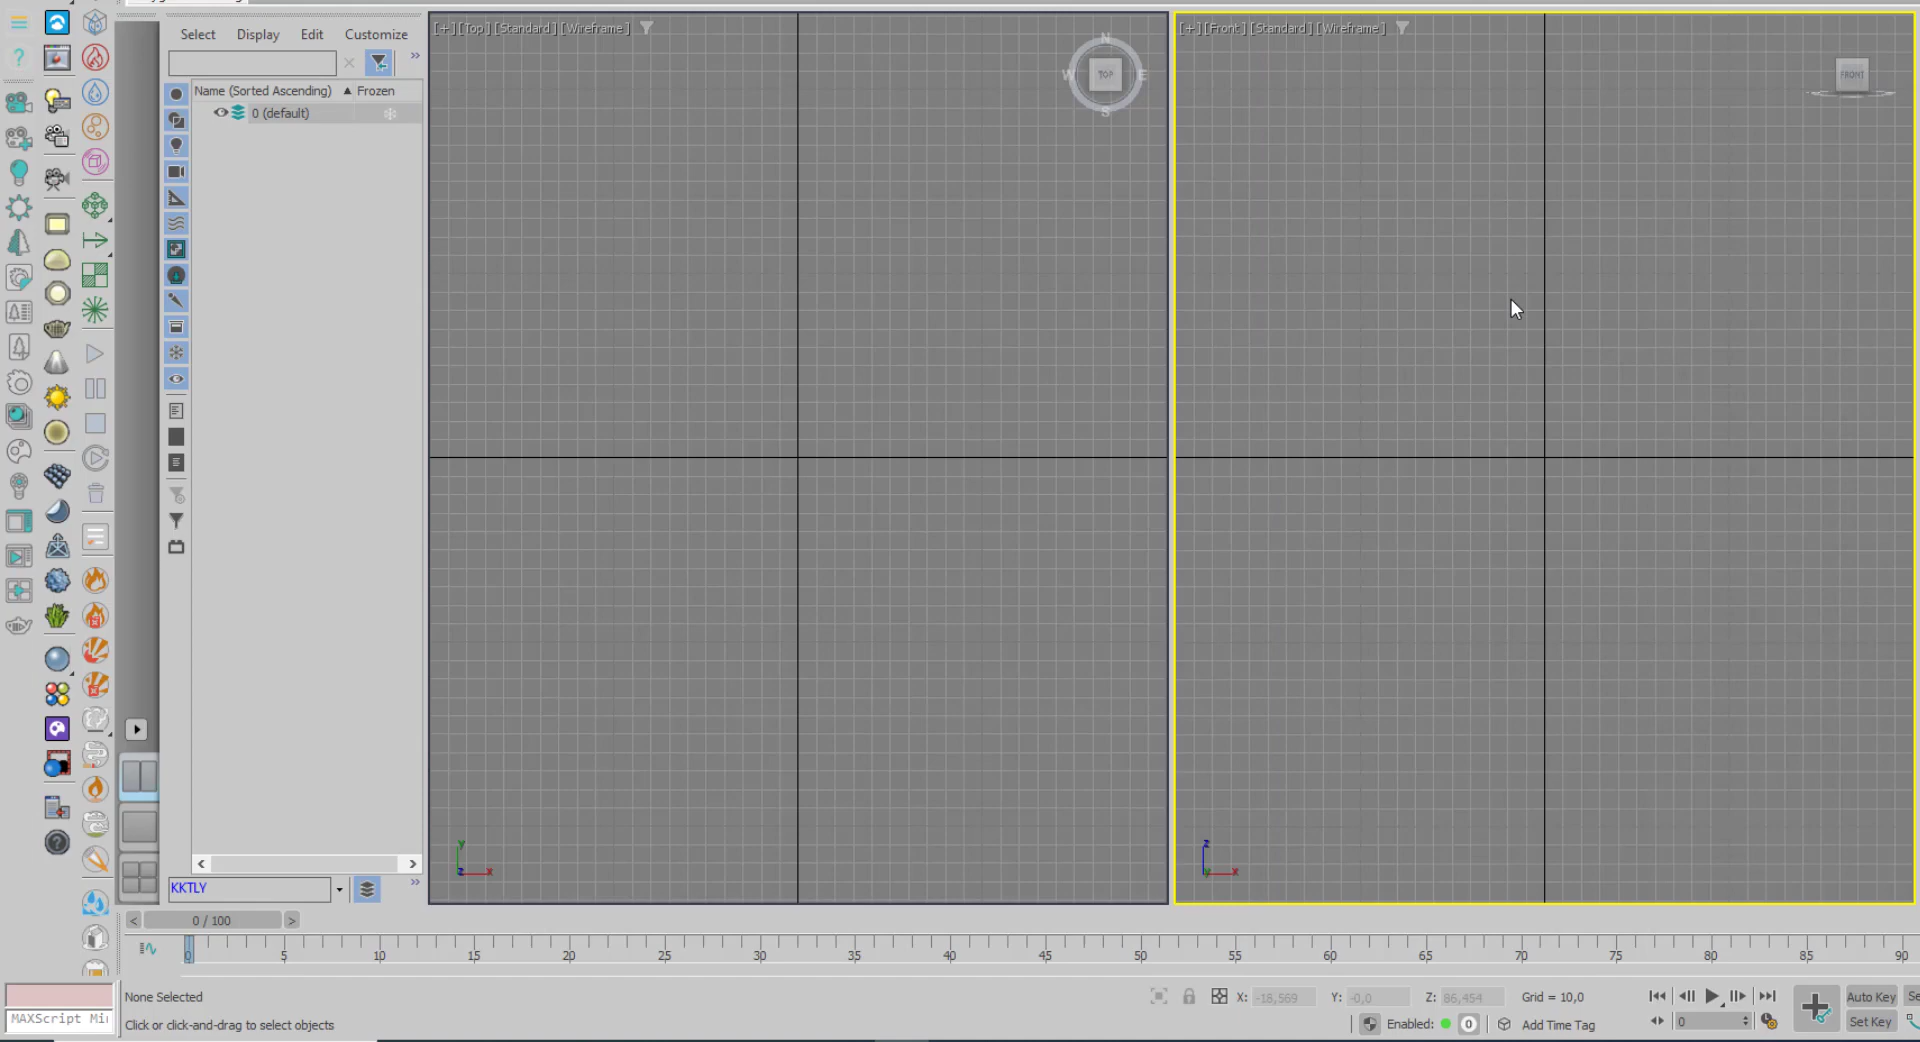 Select Display Edit Customize
Name (Sorted Ascending) ▲ Frozen
0 (default)
KKTLY
[+] [Top] [Standard] [Wireframe]
N
W TOP E
S
y
z x
[+] [Front] [Standard] [Wireframe]
FRONT
z
y x
< 0 / 100 >
0 5 10 15 20 25 30 35 40 45 50 55 60 65 70 75 80 85 90
None Selected
X: -18,569 Y: -0,0 Z: 86,454 Grid = 10,0
Auto Key
MAXScript Mi
Click or click-and-drag to select objects
Enabled: 0 Add Time Tag
0
Set Key